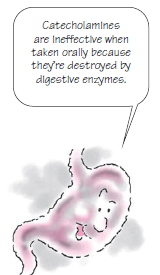 Catecholamines
are ineffective when
taken orally because
they're destroyed by
digestive enzymes.